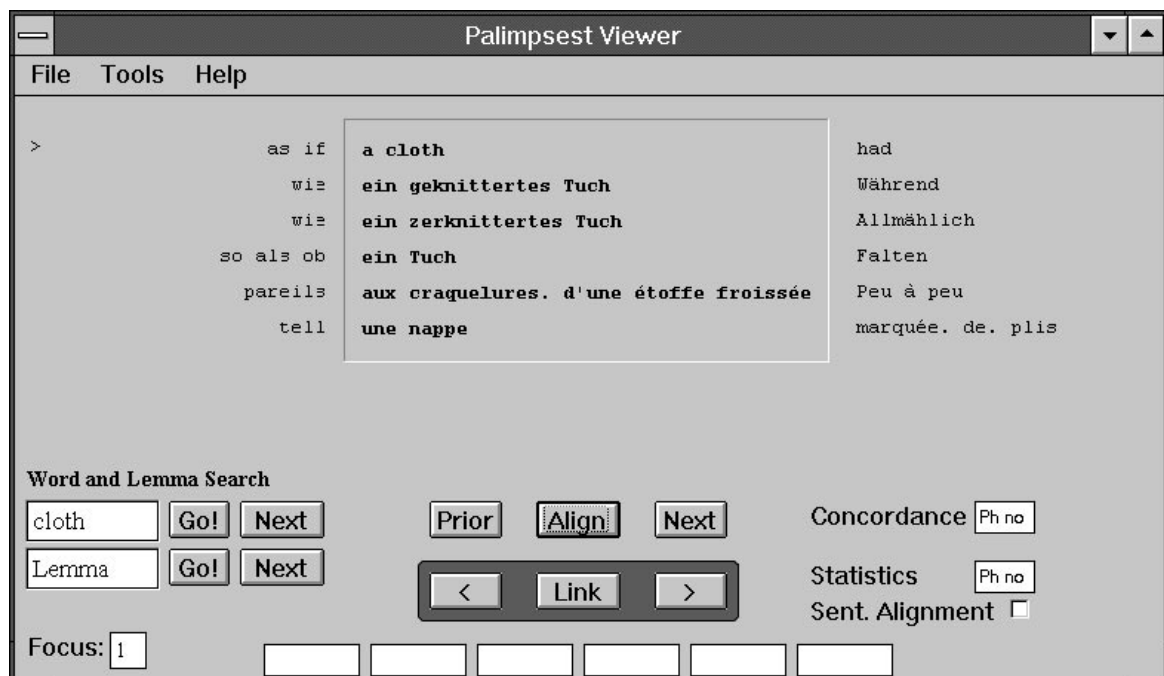 Palimpsest Viewer
File Tools Help
> as if a cloth had
wie ein geknittertes Tuch Während
wie ein zerknittertes Tuch Allmählich
so als ob ein Tuch Falten
pareils aux craquelures. d'une étoffe froissée Peu à peu
tell une nappe marquée. de. plis
Word and Lemma Search
cloth Go! Next Prior Align Next Concordance Ph no
Lemma Go! Next < Link > Statistics Ph no
Sent. Alignment
Focus: 1